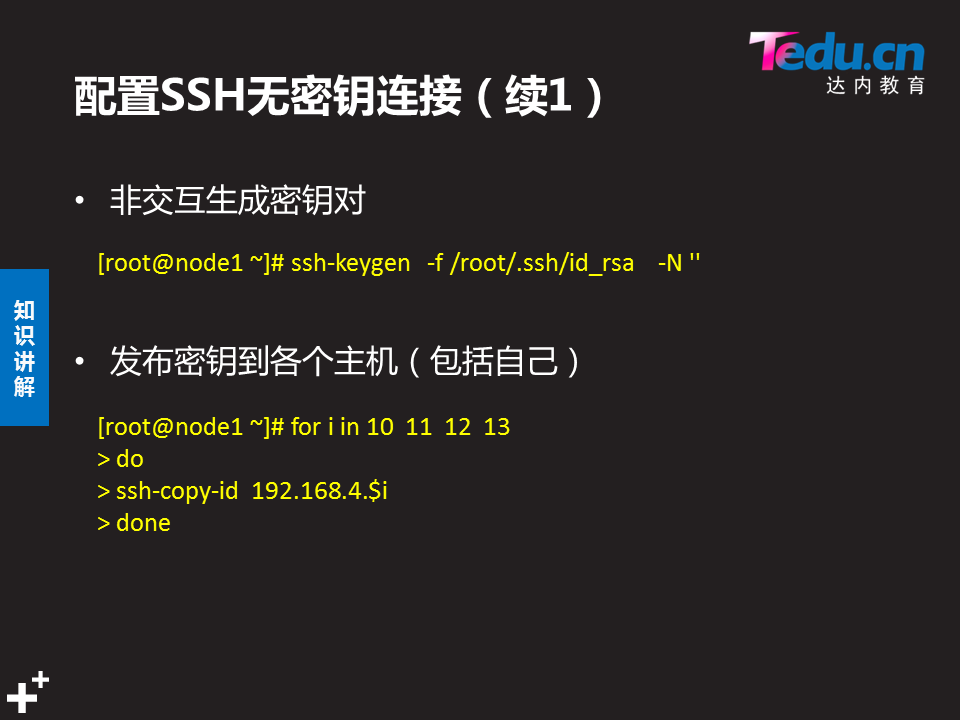 Tedu.cn
达内教育
配置SSH无密钥连接（续1）
• 非交互生成密钥对
[root@node1 ~]# ssh-keygen -f /root/.ssh/id_rsa -N ''
知识讲解
• 发布密钥到各个主机（包括自己）
[root@node1 ~]# for i in 10 11 12 13
> do
> ssh-copy-id 192.168.4.$i
> done